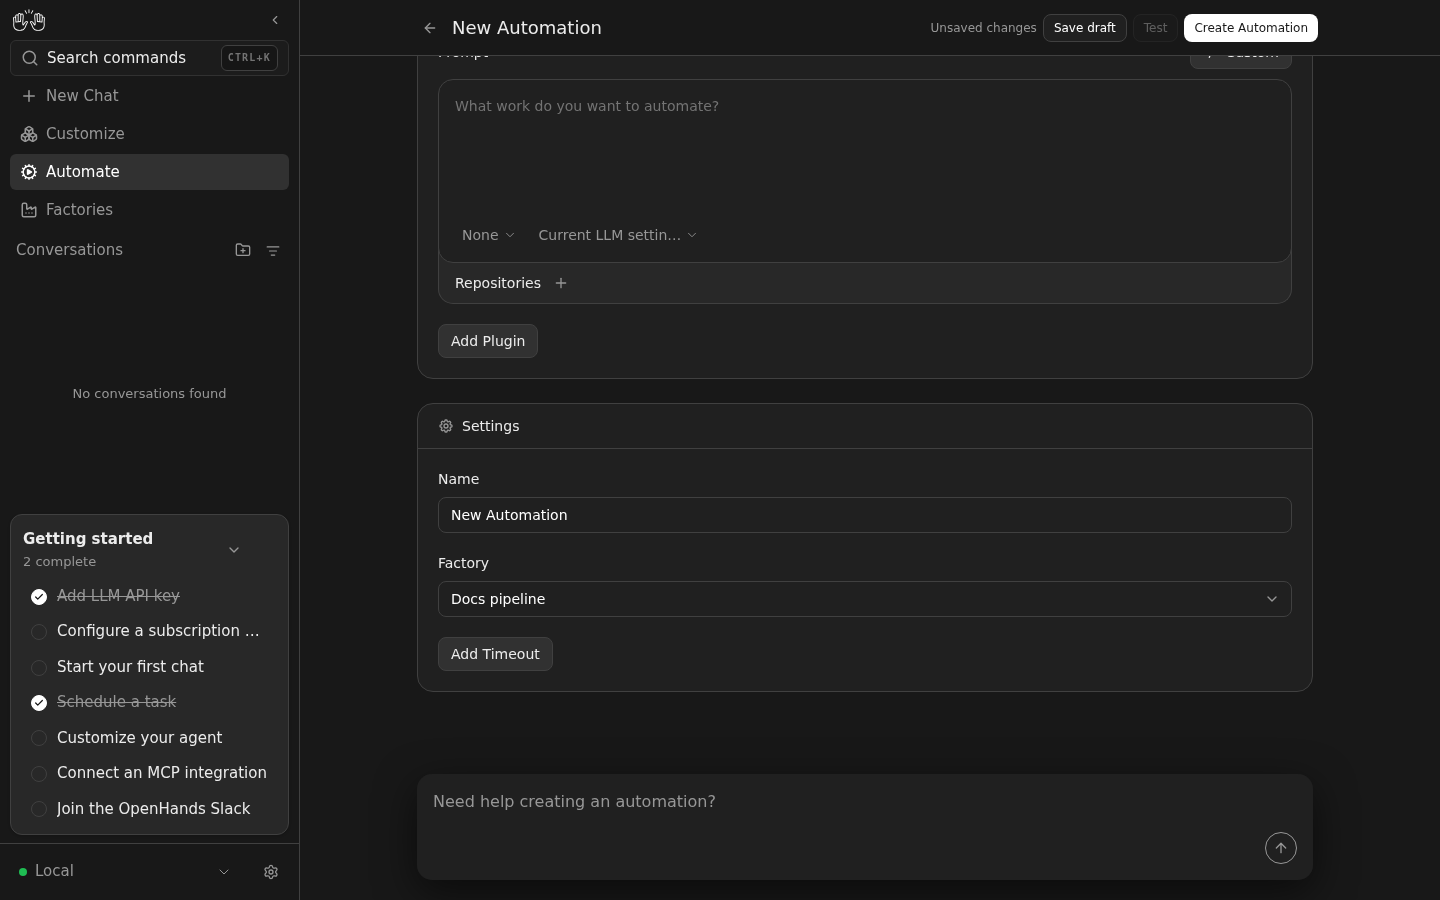 New Automation
Unsaved changes
Save draft
Test
Create Automation
Search commands
CTRL+K
New Chat
Customize
Automate
Factories
Conversations
No conversations found
Getting started
2 complete
Add LLM API key
Configure a subscription ...
Start your first chat
Schedule a task
Customize your agent
Connect an MCP integration
Join the OpenHands Slack
Local
Prompt
Custom
What work do you want to automate?
None
Current LLM settin...
Repositories
Add Plugin
Settings
Name
New Automation
Factory
Docs pipeline
Add Timeout
Need help creating an automation?